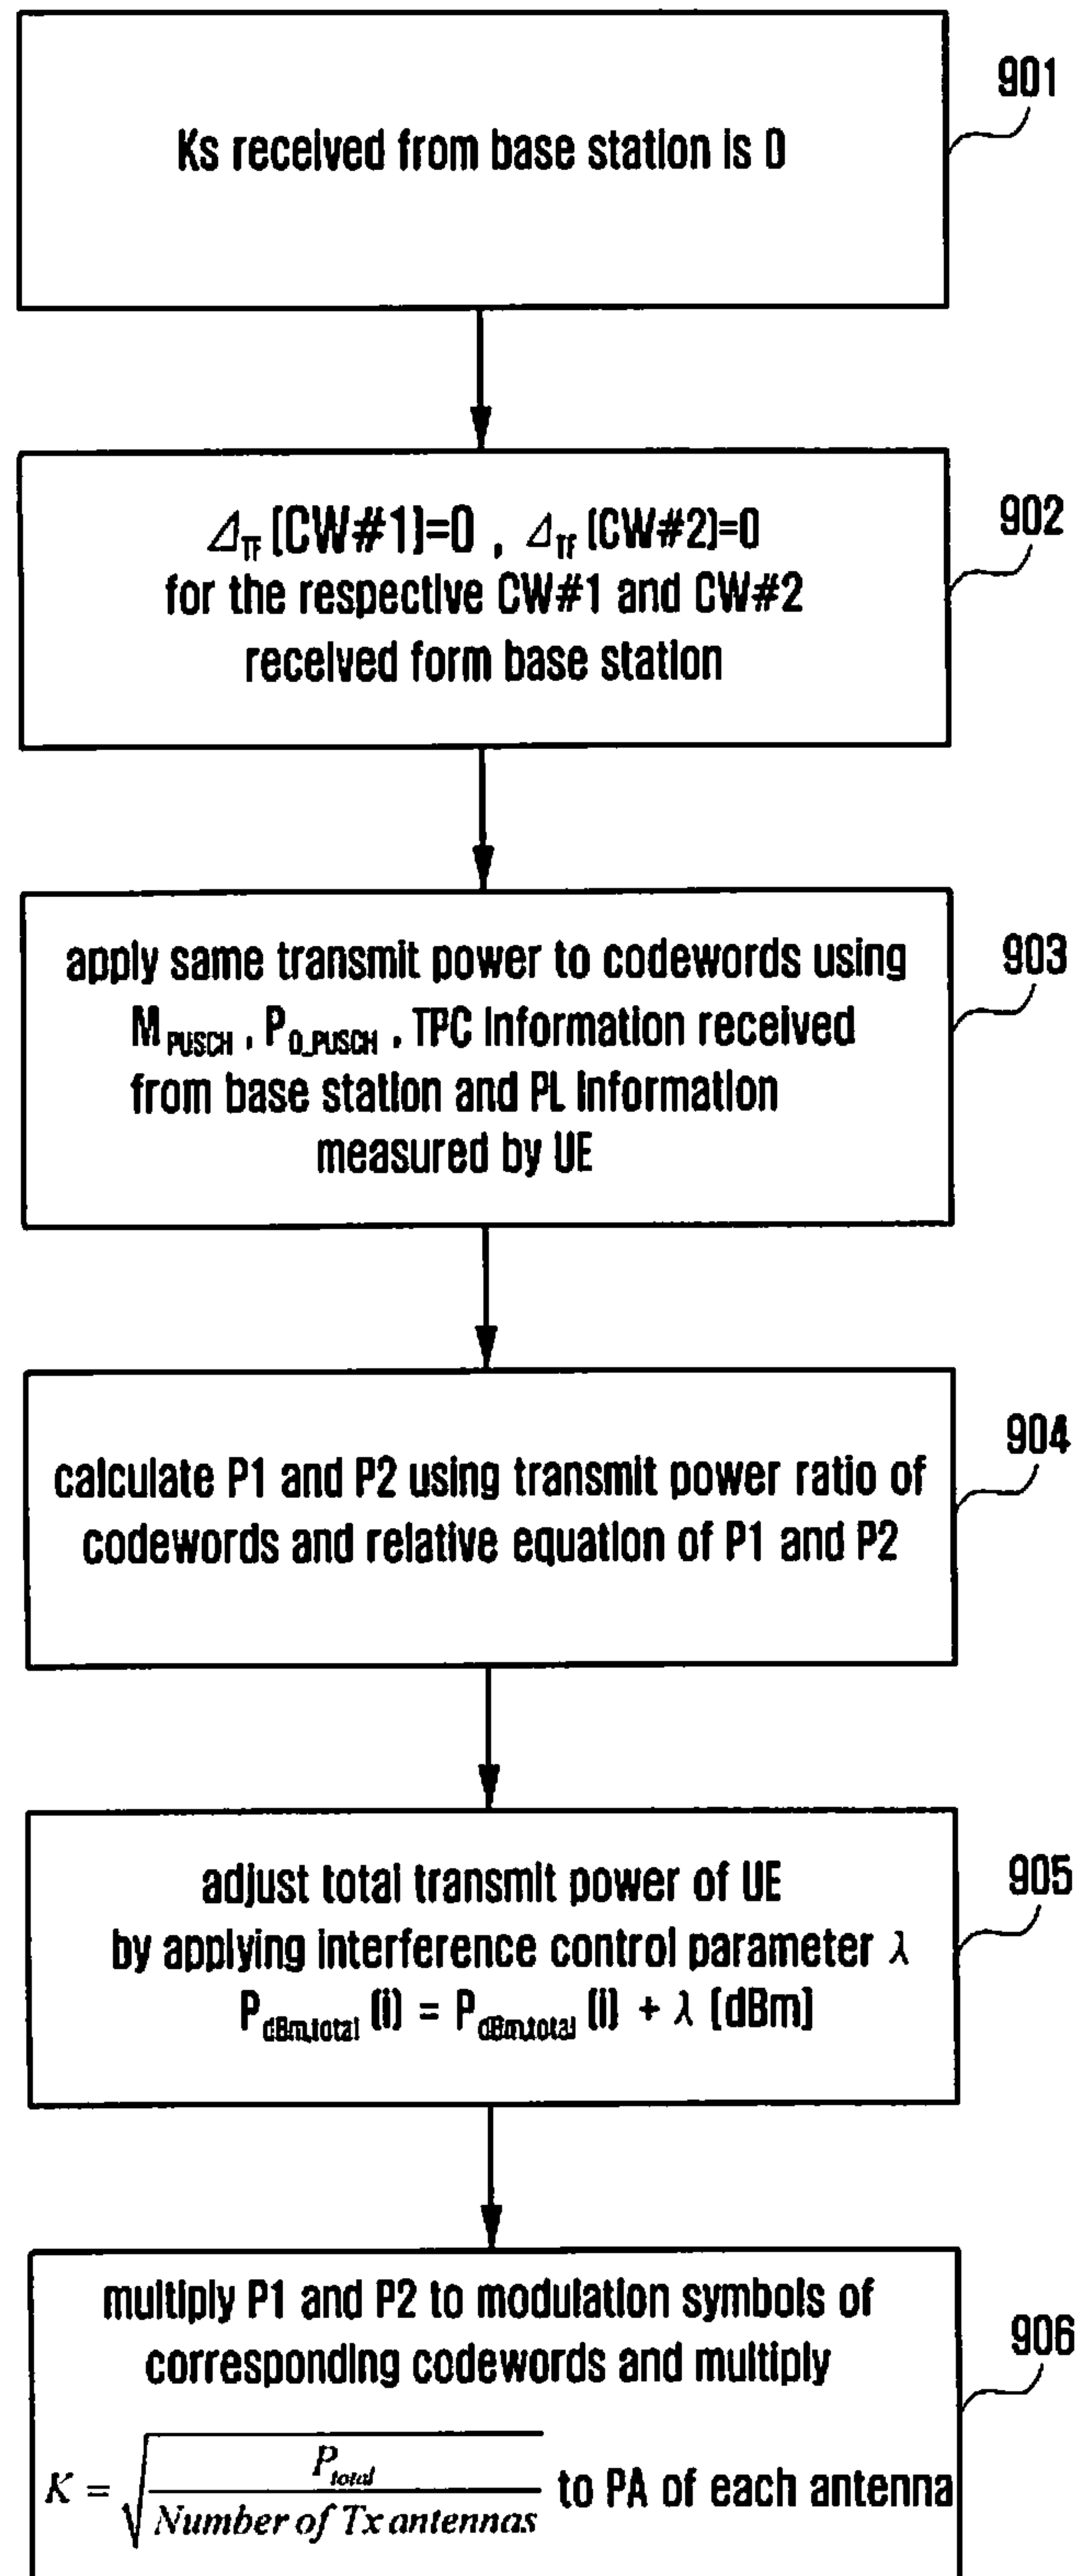 Ks received from base station is 0
901
Δ_TF [CW#1]=0 , Δ_TF [CW#2]=0
for the respective CW#1 and CW#2
received form base station
902
apply same transmit power to codewords using
M_PUSCH , P_O_PUSCH , TPC Information received
from base station and PL Information
measured by UE
903
calculate P1 and P2 using transmit power ratio of
codewords and relative equation of P1 and P2
904
adjust total transmit power of UE
by applying interference control parameter λ
P_dBm,total (i) = P_dBm,total (i) + λ [dBm]
905
multiply P1 and P2 to modulation symbols of
corresponding codewords and multiply
K = √(P_total / Number of Tx antennas) to PA of each antenna
906